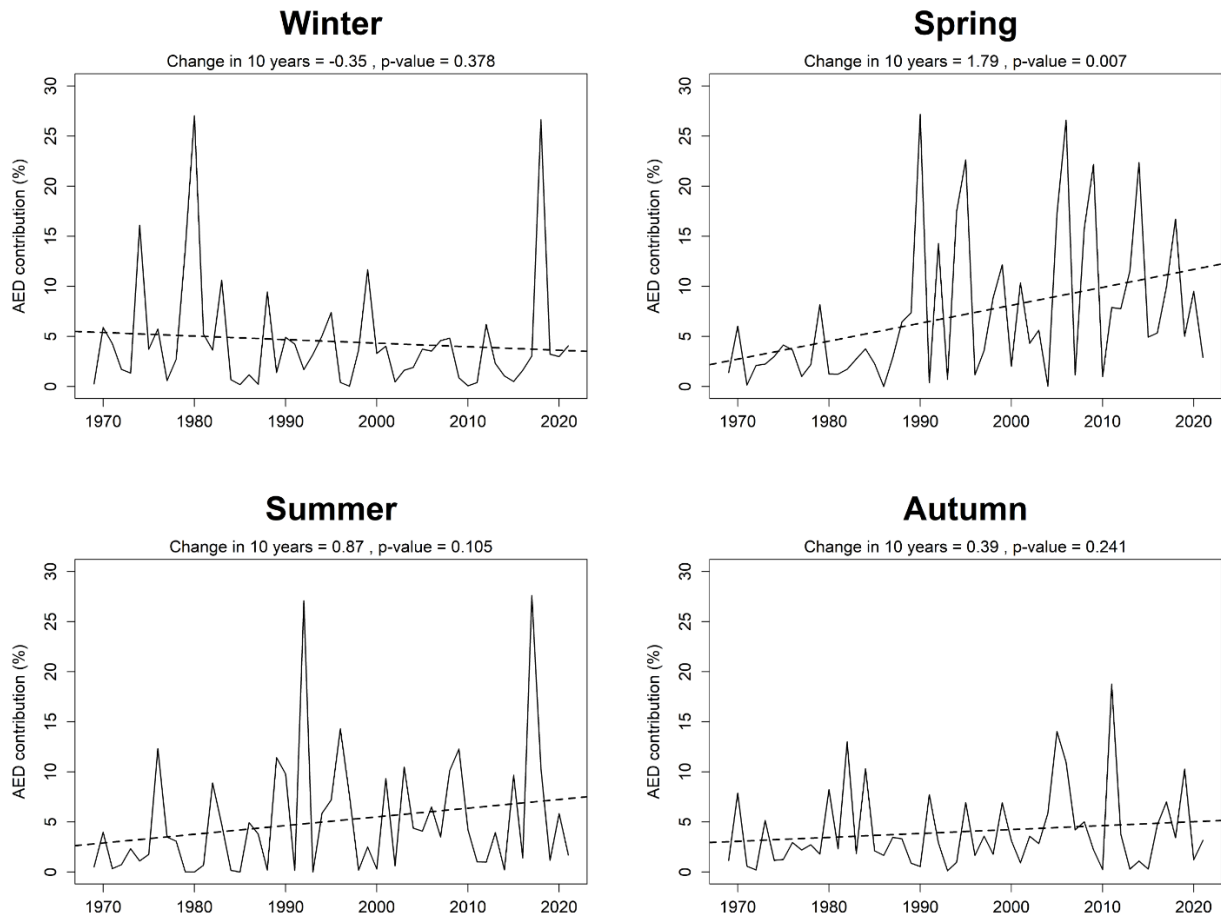 Winter
Change in 10 years = -0.35 , p-value = 0.378
AED contribution (%)
30
25
20
15
10
5
0
1970 1980 1990 2000 2010 2020
Spring
Change in 10 years = 1.79 , p-value = 0.007
AED contribution (%)
30
25
20
15
10
5
0
1970 1980 1990 2000 2010 2020
Summer
Change in 10 years = 0.87 , p-value = 0.105
AED contribution (%)
30
25
20
15
10
5
0
1970 1980 1990 2000 2010 2020
Autumn
Change in 10 years = 0.39 , p-value = 0.241
AED contribution (%)
30
25
20
15
10
5
0
1970 1980 1990 2000 2010 2020